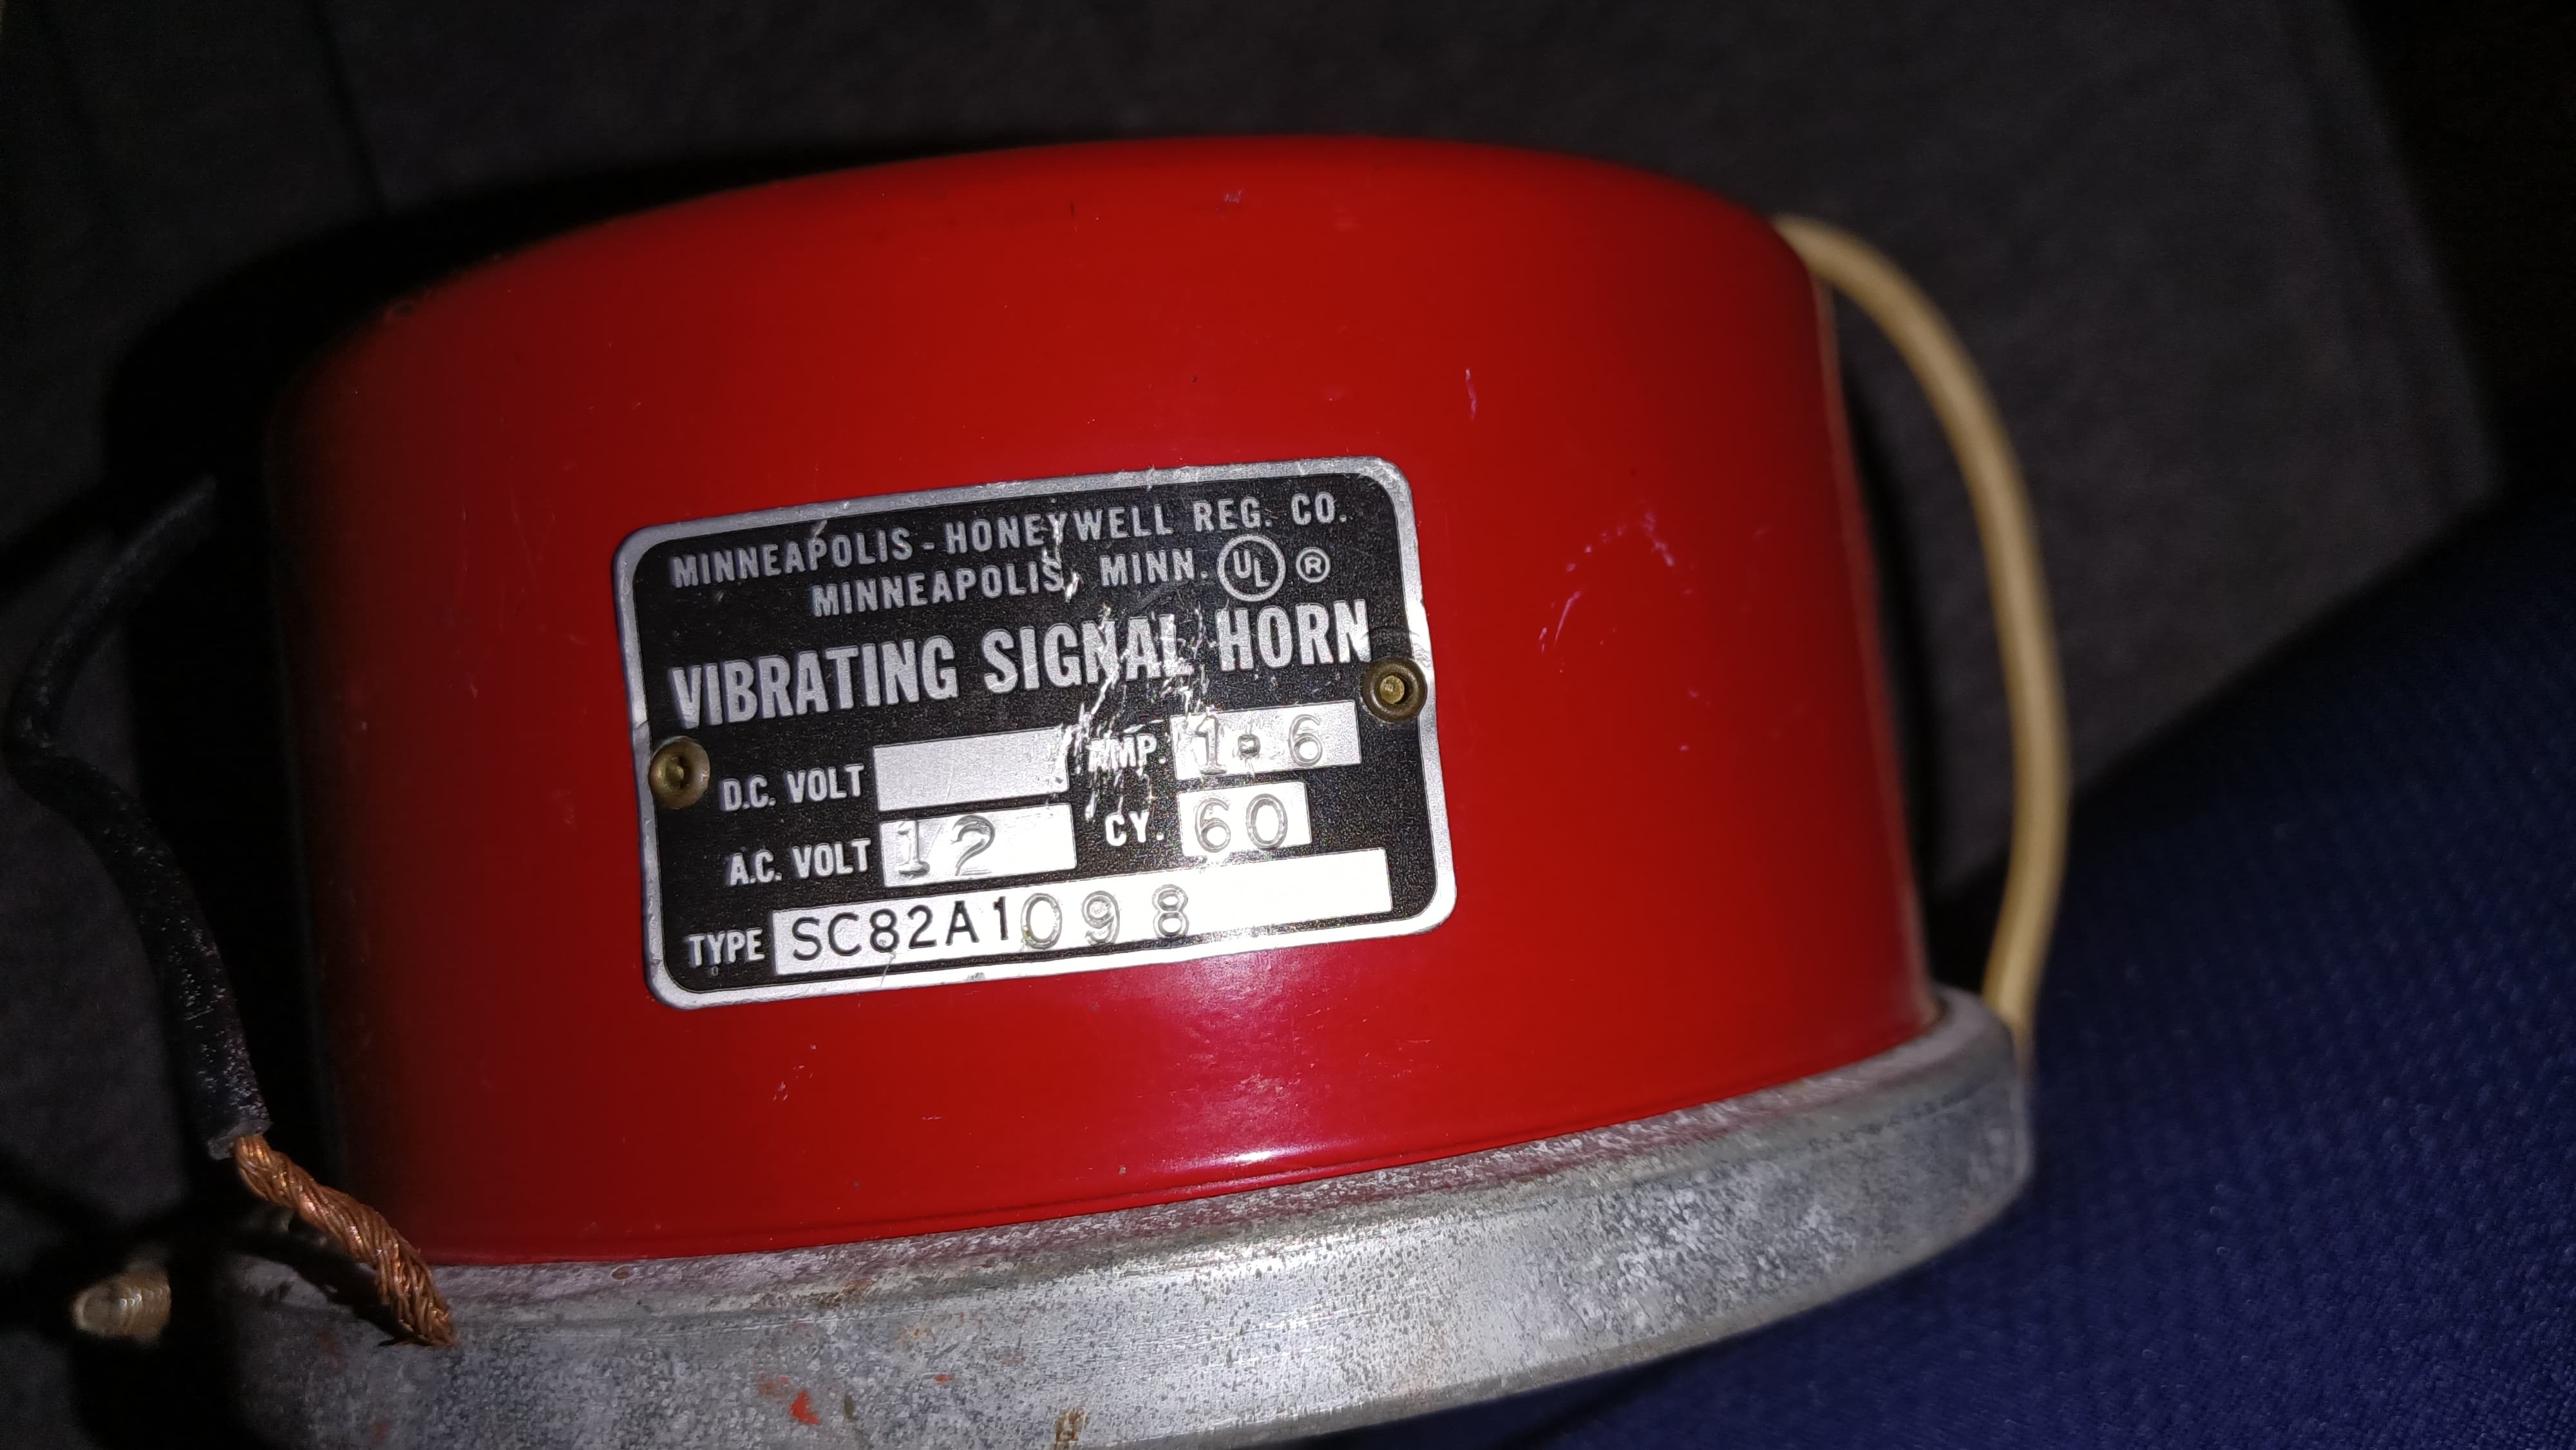 MINNEAPOLIS-HONEYWELL REG. CO.
MINNEAPOLIS, MINN. UL ®
VIBRATING SIGNAL HORN
D.C. VOLT AMP. 1.6
A.C. VOLT 12 CY. 60
TYPE SC82A1098